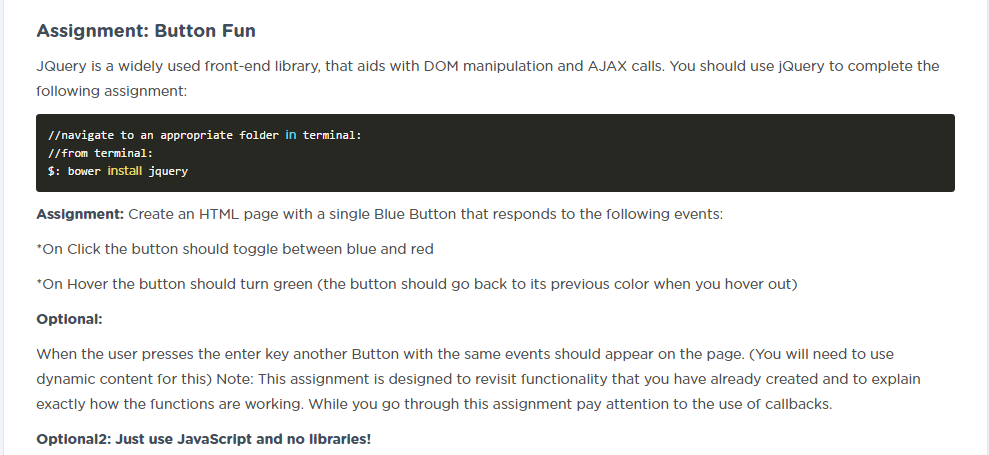 Assignment: Button Fun
JQuery is a widely used front-end library, that aids with DOM manipulation and AJAX calls. You should use jQuery to complete the
following assignment:
//navigate to an appropriate folder in terminal:
//from terminal:
$: bower install jquery
Assignment: Create an HTML page with a single Blue Button that responds to the following events:
*On Click the button should toggle between blue and red
*On Hover the button should turn green (the button should go back to its previous color when you hover out)
Optional:
When the user presses the enter key another Button with the same events should appear on the page. (You will need to use
dynamic content for this) Note: This assignment is designed to revisit functionality that you have already created and to explain
exactly how the functions are working. While you go through this assignment pay attention to the use of callbacks.
Optional2: Just use JavaScript and no libraries!